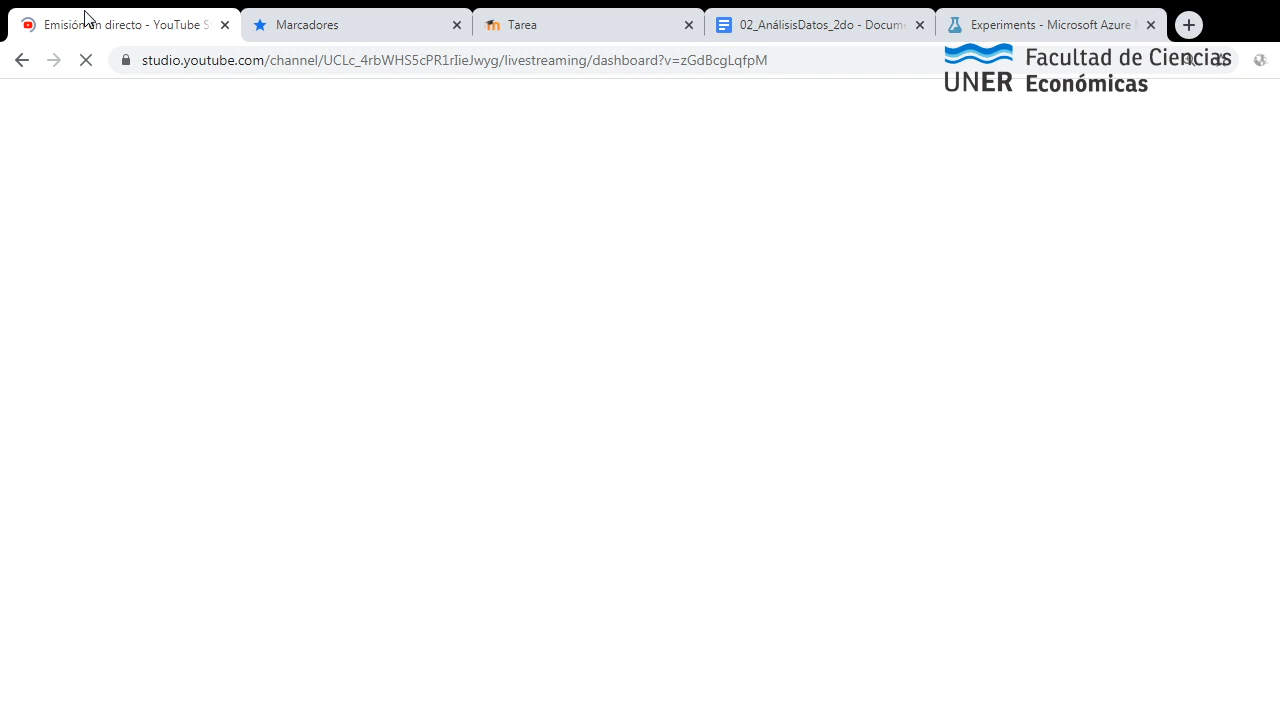 Emisión en directo - YouTube S
Marcadores
Tarea
02_AnálisisDatos_2do - Docume
Experiments - Microsoft Azure
studio.youtube.com/channel/UCLc_4rbWHS5cPR1rIieJwyg/livestreaming/dashboard?v=zGdBcgLqfpM
UNER
Facultad de Ciencias
Económicas